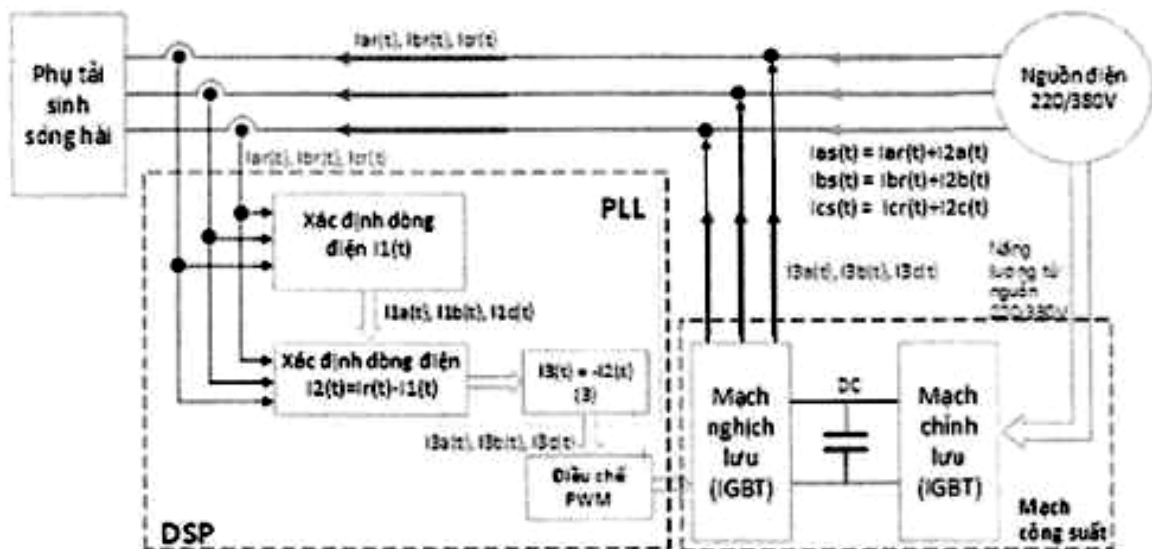 Phụ tải
sinh
sóng hài
Iar(t), Ibr(t), Icr(t)
Nguồn điện
220/380V
Iar(t), Ibr(t), Icr(t)
Ias(t) = Iar(t)+I2a(t)
Ibs(t) = Ibr(t)+I2b(t)
Ics(t) = Icr(t)+I2c(t)
PLL
Xác định dòng
điện I1(t)
I3a(t), I3b(t), I3c(t)
Năng
lượng từ
nguồn
220/380V
I1a(t), I1b(t), I1c(t)
Xác định dòng điện
I2(t)=Ir(t)-I1(t)
I3(t) = -I2(t)
(3)
I3a(t), I3b(t), I3c(t)
Điều chế
PWM
DSP
Mạch
nghịch
lưu
(IGBT)
DC
Mạch
chỉnh
lưu
(IGBT)
Mạch
công suất